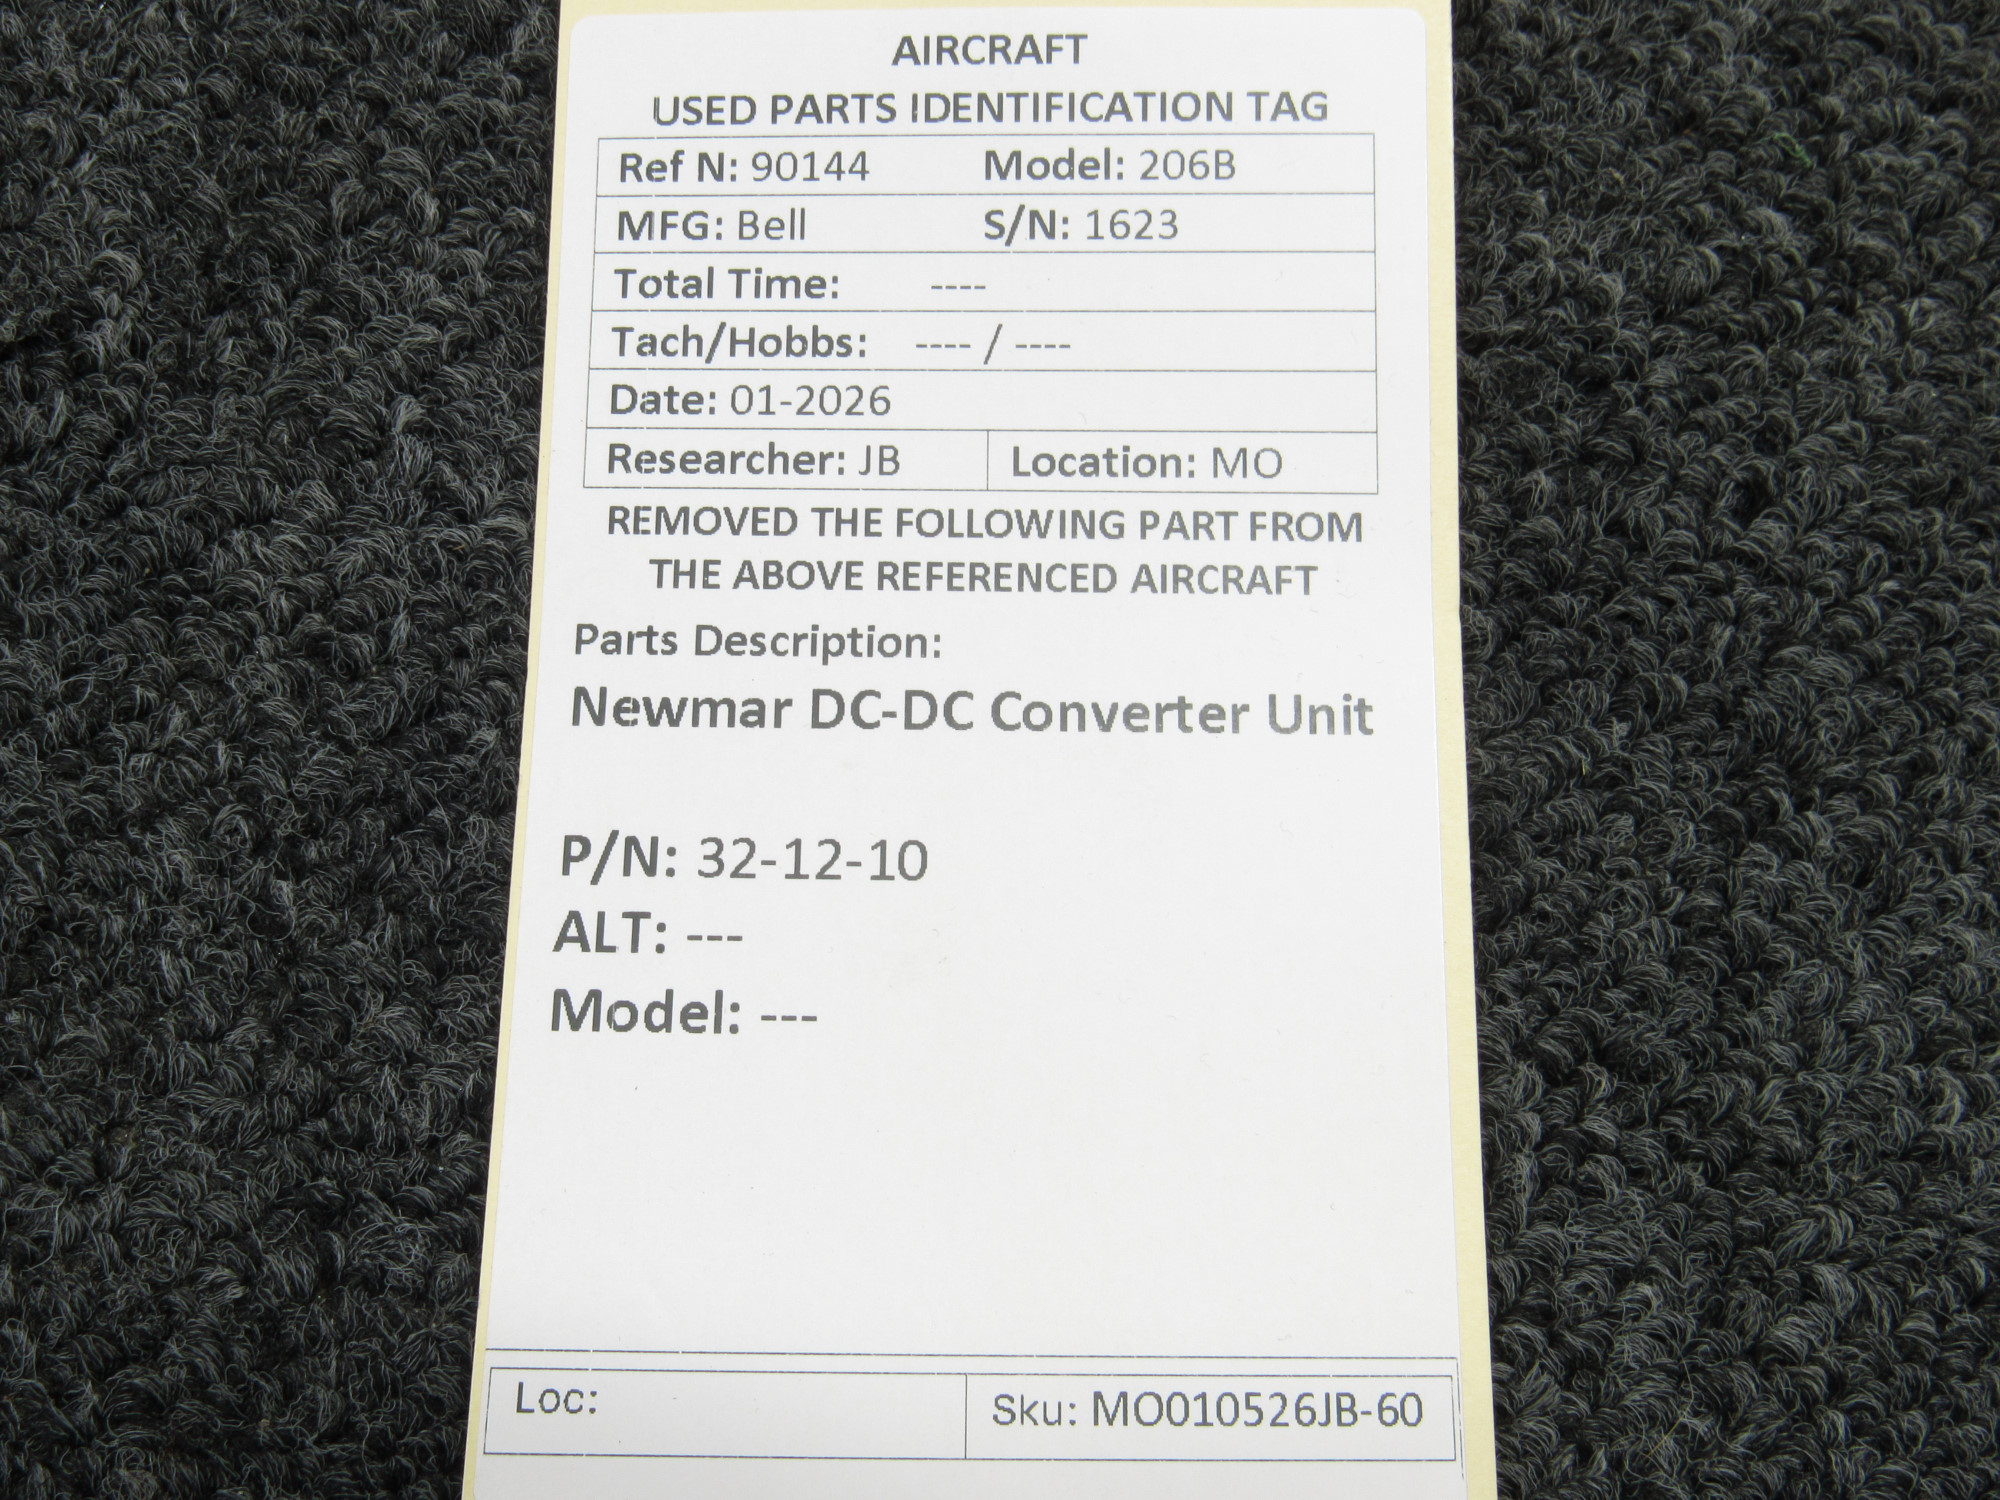 AIRCRAFT
USED PARTS IDENTIFICATION TAG
Ref N: 90144 Model: 206B
MFG: Bell S/N: 1623
Total Time: ----
Tach/Hobbs: ---- / ----
Date: 01-2026
Researcher: JB Location: MO
REMOVED THE FOLLOWING PART FROM
THE ABOVE REFERENCED AIRCRAFT
Parts Description:
Newmar DC-DC Converter Unit
P/N: 32-12-10
ALT: ---
Model: ---
Loc: Sku: MO010526JB-60